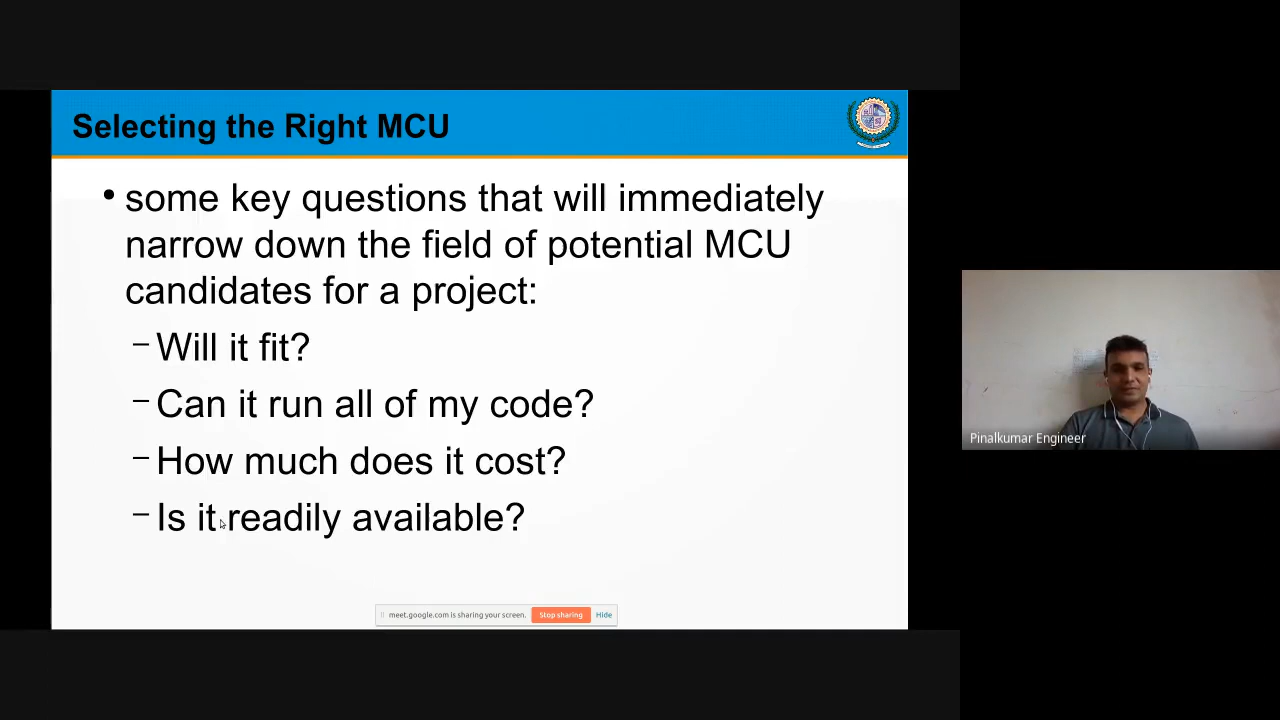 Selecting the Right MCU
• some key questions that will immediately
narrow down the field of potential MCU
candidates for a project:
– Will it fit?
– Can it run all of my code?
– How much does it cost?
– Is it readily available?
meet.google.com is sharing your screen. Stop sharing Hide
Pinalkumar Engineer